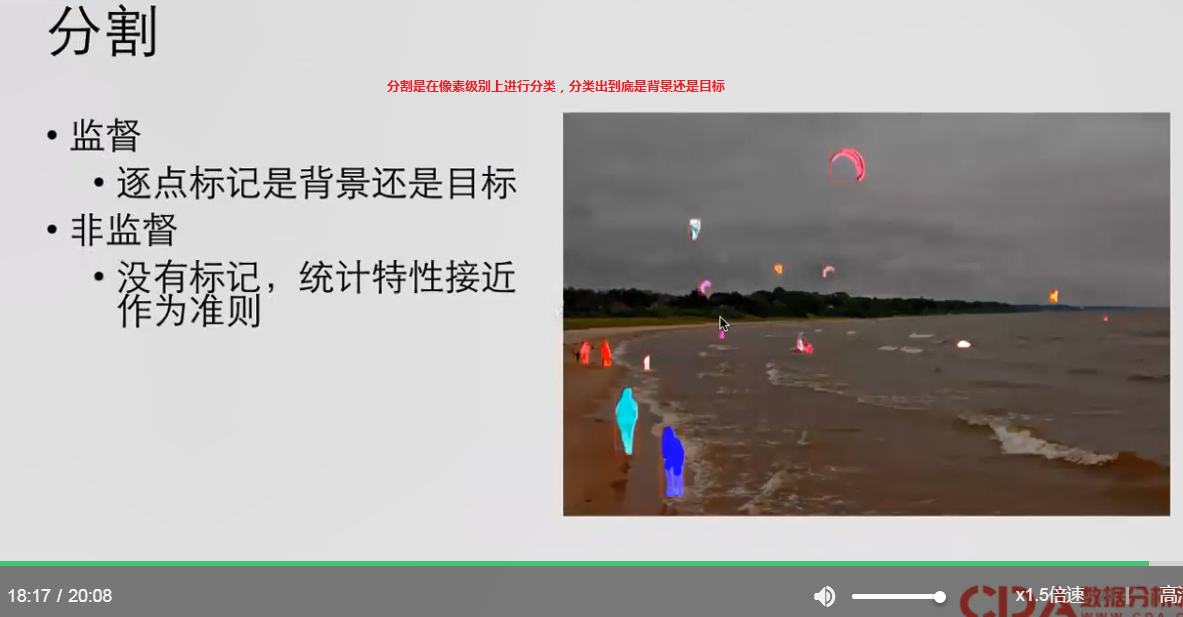 分割
分割是在像素级别上进行分类，分类出到底是背景还是目标
• 监督
• 逐点标记是背景还是目标
• 非监督
• 没有标记，统计特性接近
作为准则
18:17 / 20:08
x1.5倍速
CDA数据分析